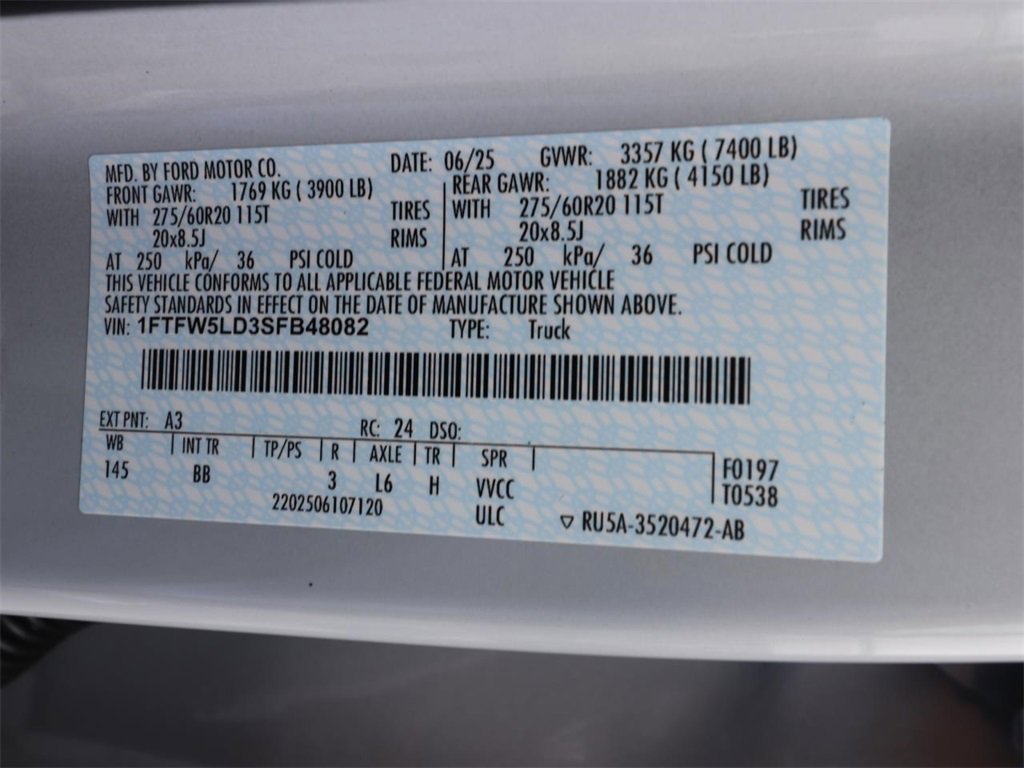 MFD. BY FORD MOTOR CO. DATE: 06/25 GVWR: 3357 KG ( 7400 LB)
FRONT GAWR: 1769 KG ( 3900 LB) REAR GAWR: 1882 KG ( 4150 LB)
WITH 275/60R20 115T TIRES WITH 275/60R20 115T TIRES
20x8.5J RIMS 20x8.5J RIMS
AT 250 kPa/ 36 PSI COLD AT 250 kPa/ 36 PSI COLD
THIS VEHICLE CONFORMS TO ALL APPLICABLE FEDERAL MOTOR VEHICLE
SAFETY STANDARDS IN EFFECT ON THE DATE OF MANUFACTURE SHOWN ABOVE.
VIN: 1FTFW5LD3SFB48082 TYPE: Truck
EXT PNT: A3 RC: 24 DSO:
WB INT TR TP/PS R AXLE TR SPR
145 BB 3 L6 H VVCC F0197
2202506107120 ULC T0538
RU5A-3520472-AB